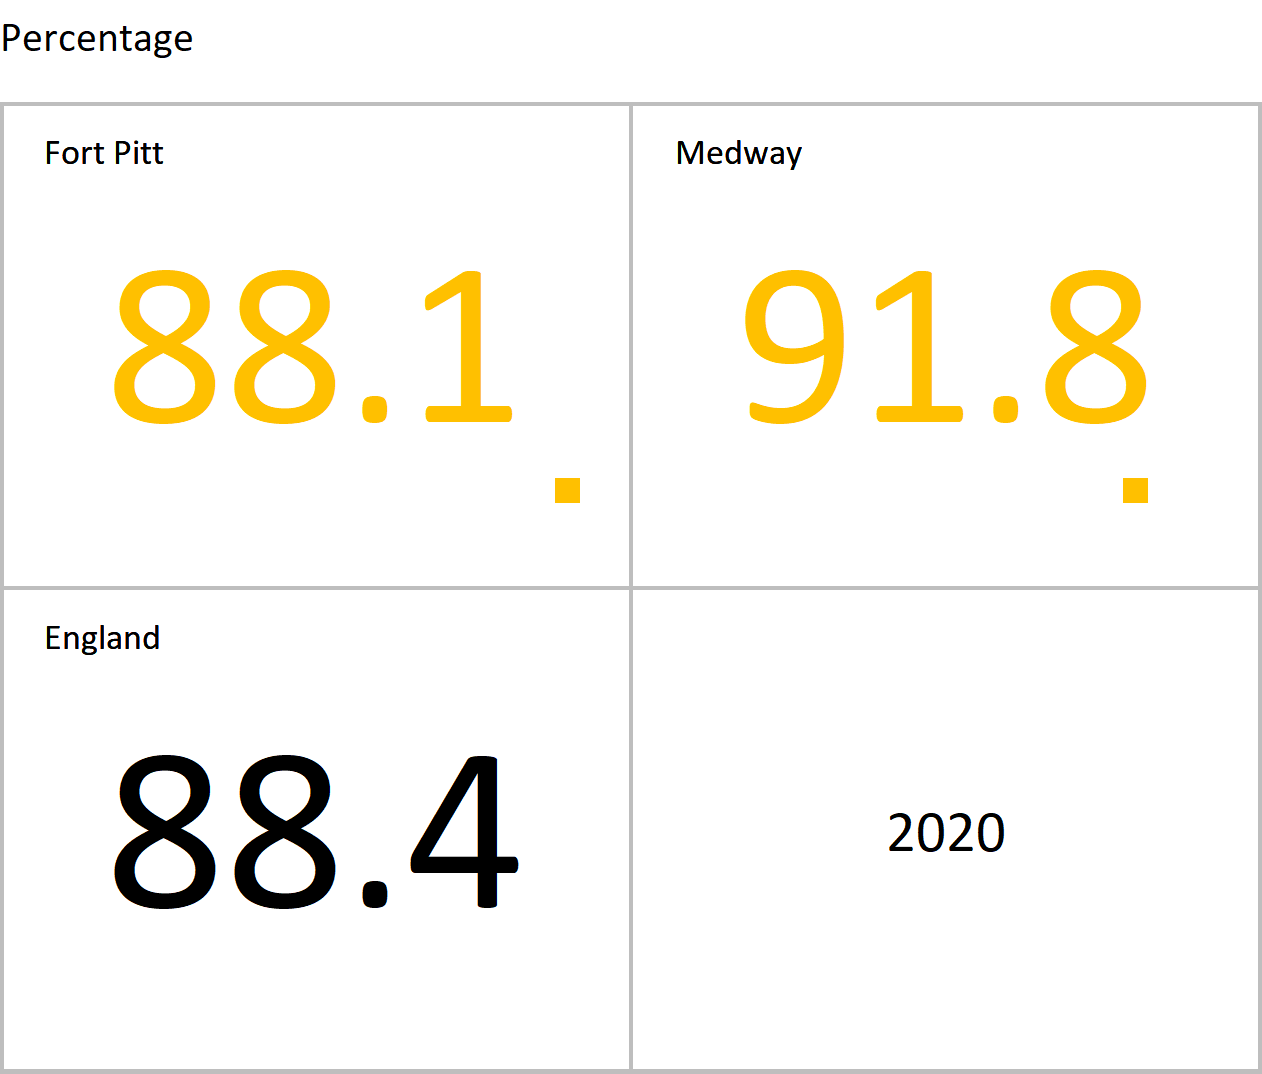 Percentage
Fort Pitt
Medway
88.1
91.8
England
88.4
2020